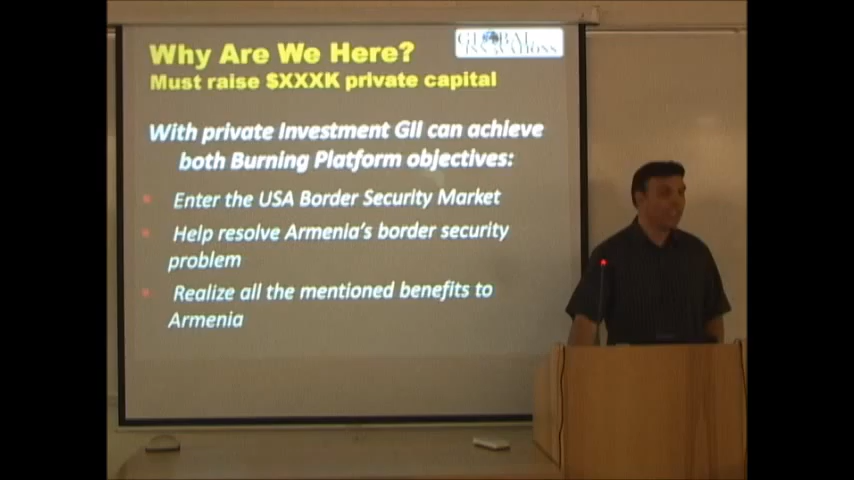 Why Are We Here?
GLOBAL
Must raise $XXXK private capital
With private Investment GII can achieve
both Burning Platform objectives:
Enter the USA Border Security Market
Help resolve Armenia's border security
problem
Realize all the mentioned benefits to
Armenia